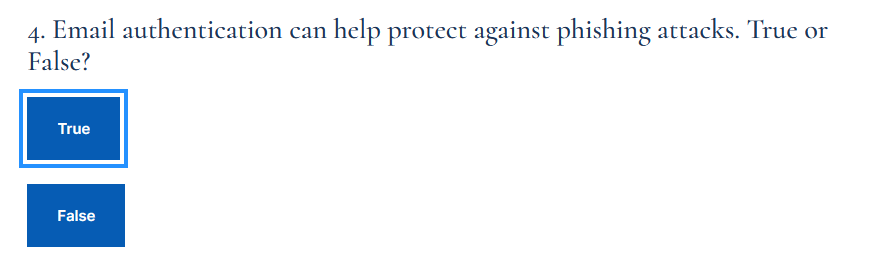 4. Email authentication can help protect against phishing attacks. True or
False?
True
False